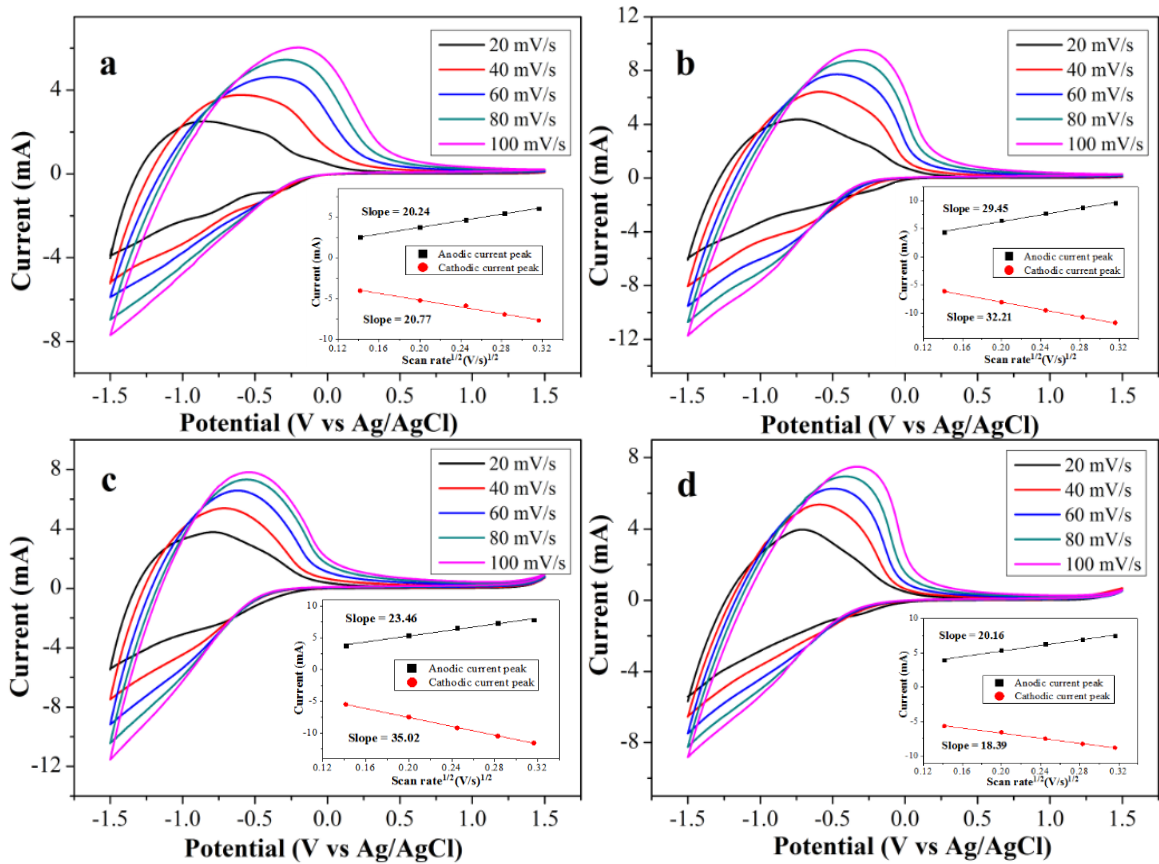 a
20 mV/s
40 mV/s
60 mV/s
80 mV/s
100 mV/s
8
4
0
-4
-8
Current (mA)
-1.5 -1.0 -0.5 0.0 0.5 1.0 1.5
Potential (V vs Ag/AgCl)
Slope = 20.24
Anodic current peak
Cathodic current peak
Slope = 20.77
5
0
-5
-10
Current (mA)
0.12 0.16 0.20 0.24 0.28 0.32
Scan rate1/2(V/s)1/2
b
20 mV/s
40 mV/s
60 mV/s
80 mV/s
100 mV/s
12
8
4
0
-4
-8
-12
Current (mA)
-1.5 -1.0 -0.5 0.0 0.5 1.0 1.5
Potential (V vs Ag/AgCl)
Slope = 29.45
Anodic current peak
Cathodic current peak
Slope = 32.21
10
5
0
-5
-10
Current (mA)
0.12 0.16 0.20 0.24 0.28 0.32
Scan rate1/2(V/s)1/2
c
20 mV/s
40 mV/s
60 mV/s
80 mV/s
100 mV/s
8
4
0
-4
-8
-12
Current (mA)
-1.5 -1.0 -0.5 0.0 0.5 1.0 1.5
Potential (V vs Ag/AgCl)
Slope = 23.46
Anodic current peak
Cathodic current peak
Slope = 35.02
10
5
0
-5
-10
Current (mA)
0.12 0.16 0.20 0.24 0.28 0.32
Scan rate1/2(V/s)1/2
d
20 mV/s
40 mV/s
60 mV/s
80 mV/s
100 mV/s
8
4
0
-4
-8
Current (mA)
-1.5 -1.0 -0.5 0.0 0.5 1.0 1.5
Potential (V vs Ag/AgCl)
Slope = 20.16
Anodic current peak
Cathodic current peak
Slope = 18.39
10
5
0
-5
-10
Current (mA)
0.12 0.16 0.20 0.24 0.28 0.32
Scan rate1/2(V/s)1/2